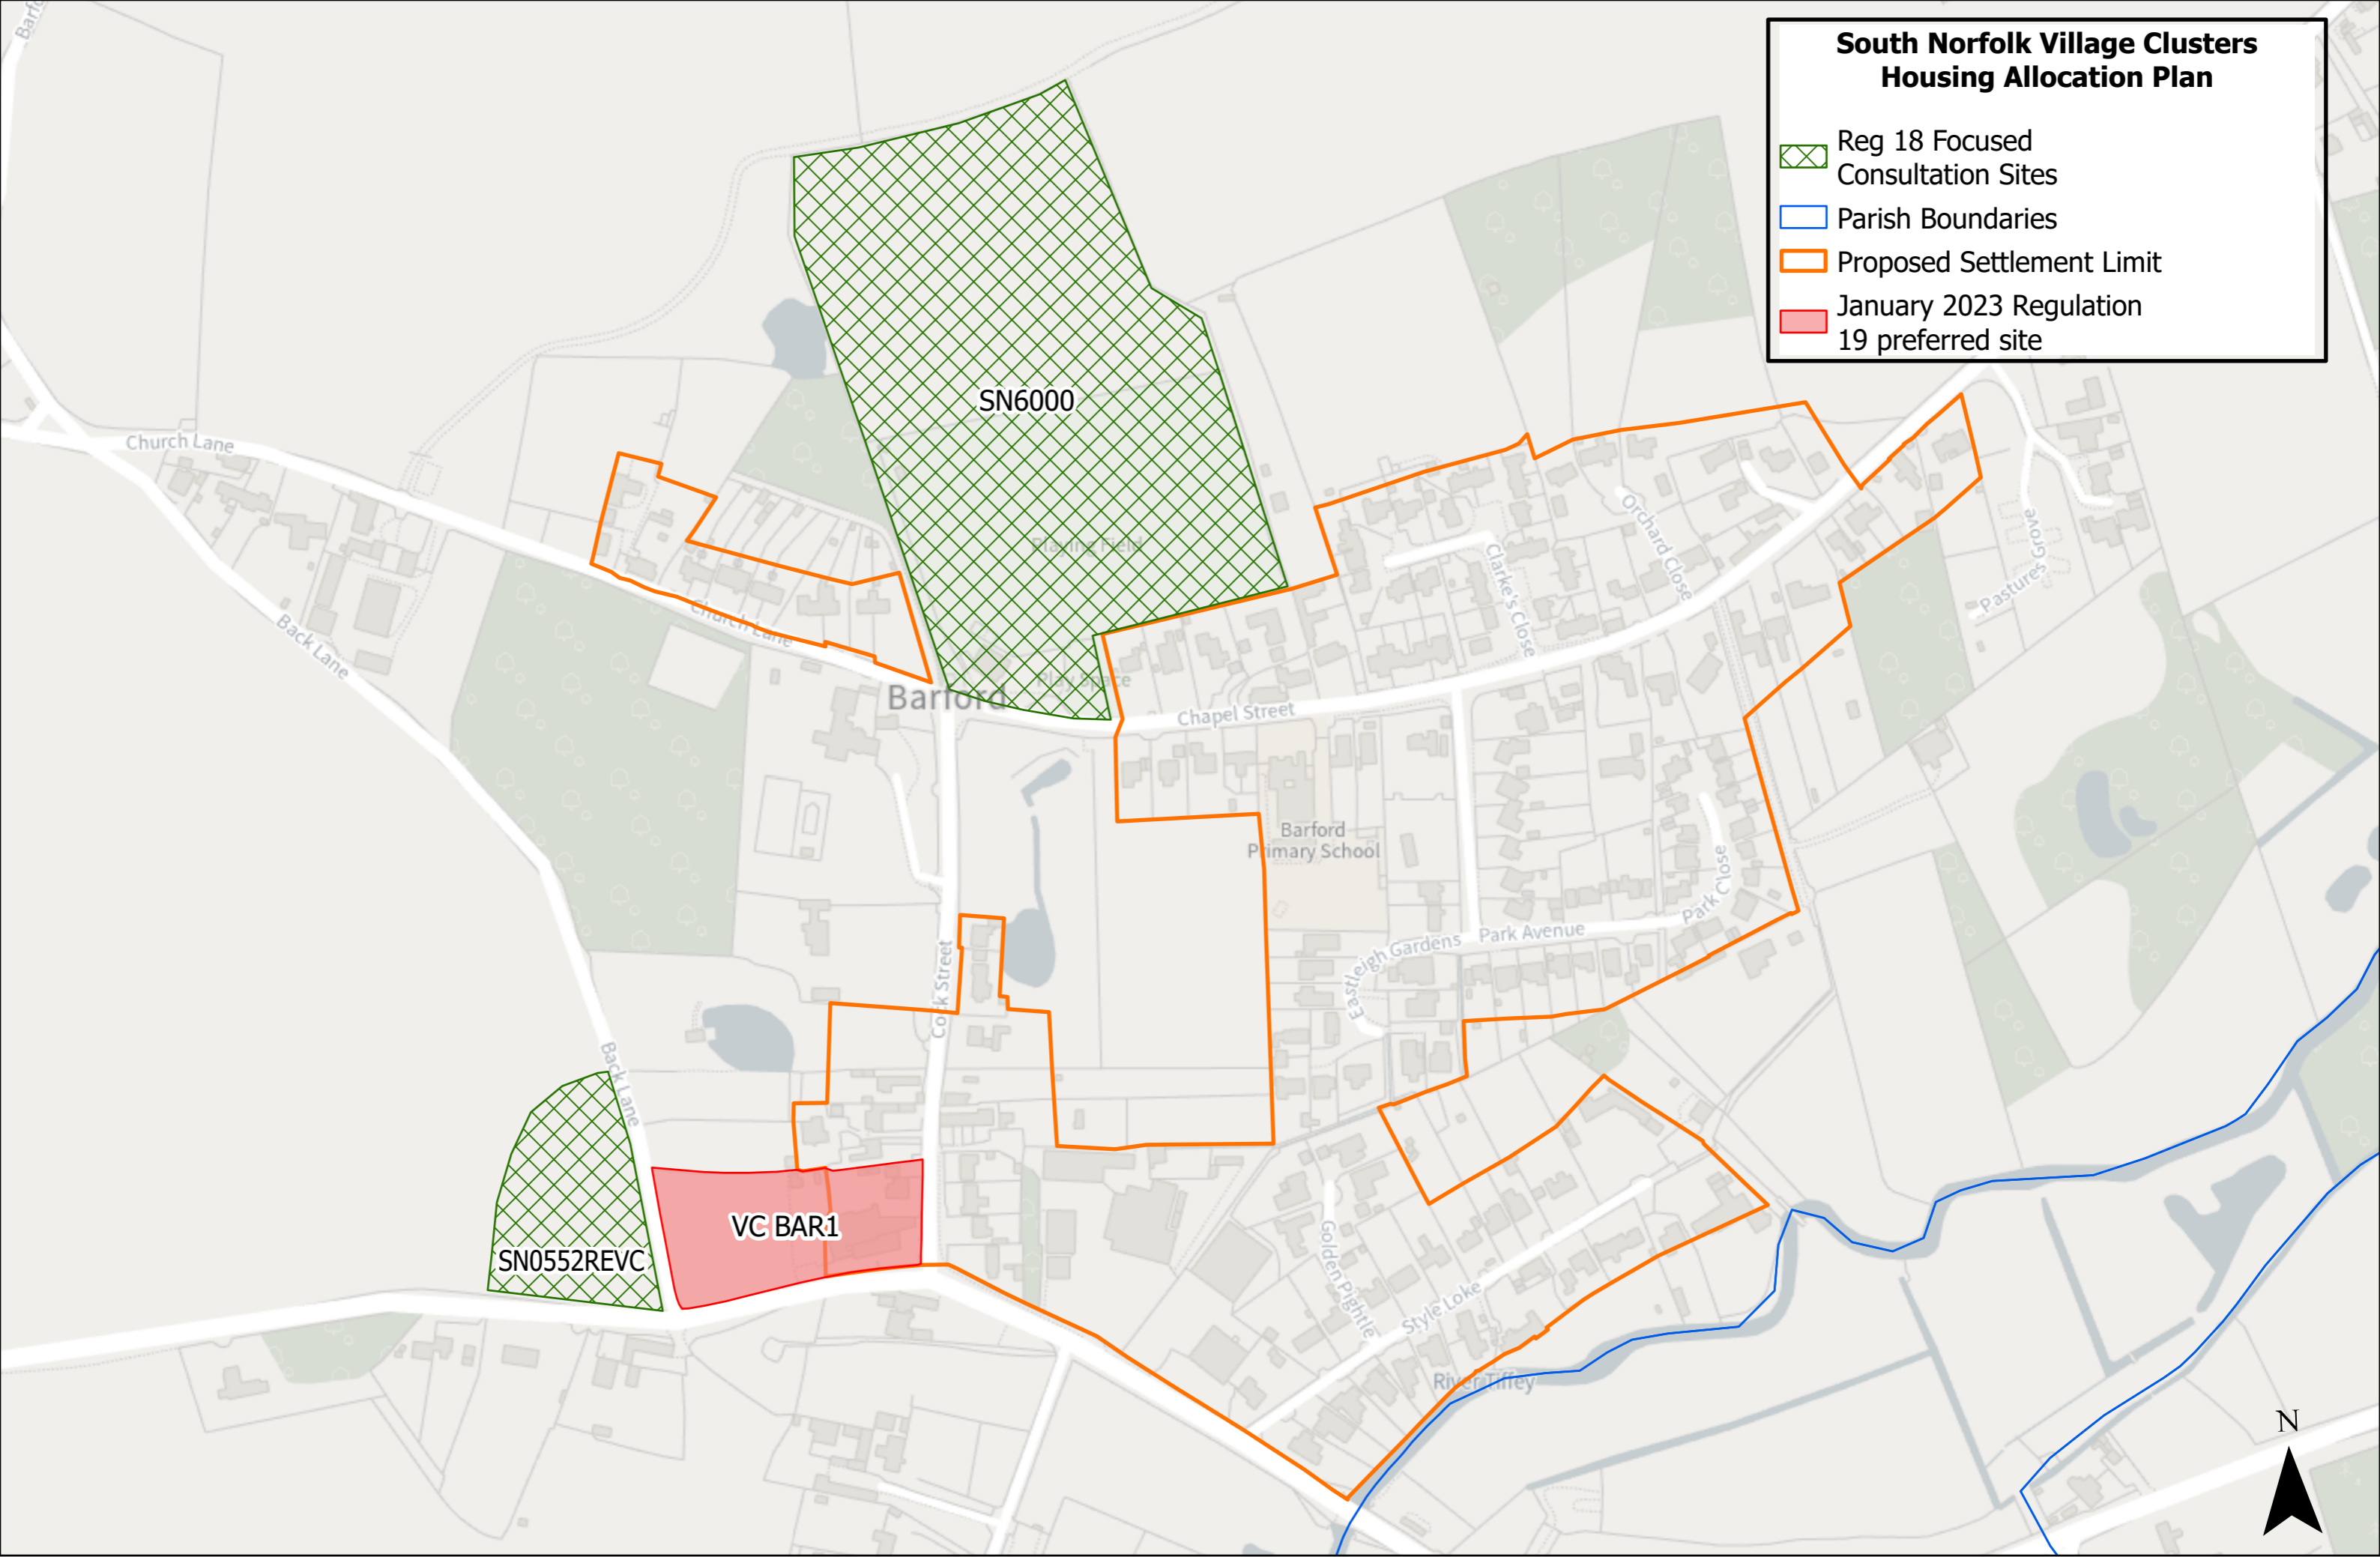 Barfo
South Norfolk Village Clusters
Housing Allocation Plan
Reg 18 Focused
Consultation Sites
Parish Boundaries
Proposed Settlement Limit
January 2023 Regulation
19 preferred site
SN6000
Church Lane
Playing Field
Orchard Close
Clarke's Close
Pastures Grove
Church Lane
Back Lane
Play Space
Barford
Chapel Street
Barford
Primary School
Park Close
Park Avenue
Eastleigh Gardens
Cock Street
Back Lane
VC BAR1
SN0552REVC
Golden Pightle
Style Loke
River Tiffey
N